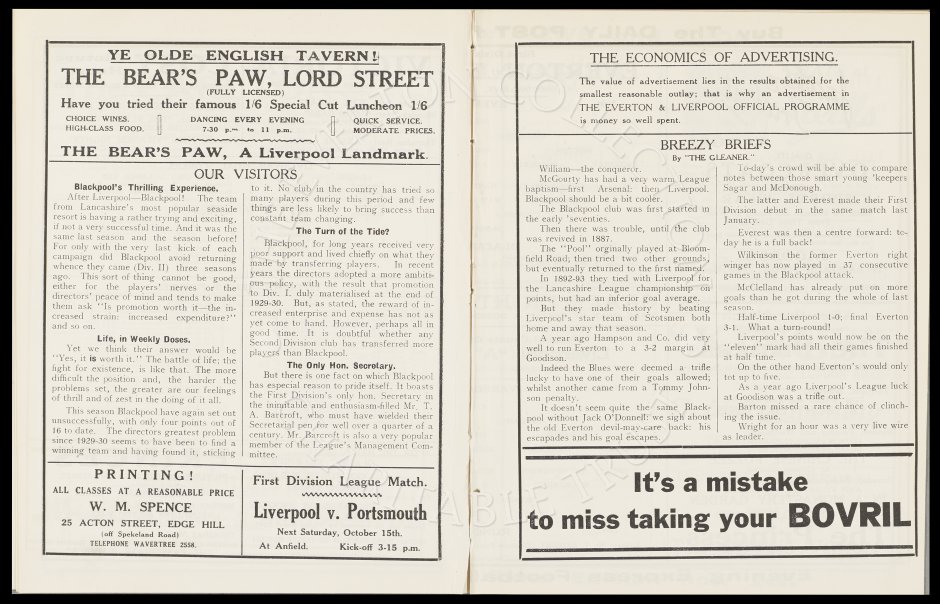 YE OLDE ENGLISH TAVERN!
THE BEAR'S PAW, LORD STREET
(FULLY LICENSED)
Have you tried their famous 1/6 Special Cut Luncheon 1/6
CHOICE WINES.
HIGH-CLASS FOOD.
DANCING EVERY EVENING
7-30 p.m. to 11 p.m.
QUICK SERVICE.
MODERATE PRICES.
THE BEAR'S PAW, A Liverpool Landmark.
OUR VISITORS
Blackpool's Thrilling Experience.
After Liverpool—Blackpool! The team
from Lancashire's most popular seaside
resort is having a rather trying and exciting,
if not a very successful time. And it was the
same last season and the season before!
For only with the very last kick of each
campaign did Blackpool avoid returning
whence they came (Div. II) three seasons
ago. This sort of thing cannot be good,
either for the players' nerves or the
directors' peace of mind and tends to make
them ask "Is promotion worth it—the in-
creased strain: increased expenditure?"
and so on.
Life, in Weekly Doses.
Yet we think their answer would be
"Yes, it is worth it." The battle of life; the
fight for existence, is like that. The more
difficult the position and, the harder the
problems set, the greater are our feelings
of thrill and of zest in the doing of it all.
This season Blackpool have again set out
unsuccessfully, with only four points out of
16 to date. The directors greatest problem
since 1929-30 seems to have been to find a
winning team and having found it, sticking
to it. No club in the country has tried so
many players during this period and few
things are less likely to bring success than
constant team changing.
The Turn of the Tide?
Blackpool, for long years received very
poor support and lived chiefly on what they
made by transferring players. In recent
years the directors adopted a more ambiti-
ous policy, with the result that promotion
to Div. I. duly materialised at the end of
1929-30. But, as stated, the reward of in-
creased enterprise and expense has not as
yet come to hand. However, perhaps all in
good time. It is doubtful whether any
Second Division club has transferred more
players than Blackpool.
The Only Hon. Secretary.
But there is one fact on which Blackpool
has especial reason to pride itself. It boasts
the First Division's only hon. Secretary in
the inimitable and enthusiasm-filled Mr. T.
A. Barcroft, who must have wielded their
Secretarial pen for well over a quarter of a
century. Mr. Barcroft is also a very popular
member of the League's Management Com-
mittee.
PRINTING!
ALL CLASSES AT A REASONABLE PRICE
W. M. SPENCE
25 ACTON STREET, EDGE HILL
(off Spekeland Road)
TELEPHONE WAVERTREE 2558.
First Division League Match.
Liverpool v. Portsmouth
Next Saturday, October 15th.
At Anfield. Kick-off 3-15 p.m.
THE ECONOMICS OF ADVERTISING.
The value of advertisement lies in the results obtained for the
smallest reasonable outlay; that is why an advertisement in
THE EVERTON & LIVERPOOL OFFICIAL PROGRAMME
is money so well spent.
BREEZY BRIEFS
By "THE GLEANER."
William—the conqueror.
McGourty has had a very warm League
baptism—first Arsenal: then Liverpool.
Blackpool should be a bit cooler.
The Blackpool club was first started in
the early 'seventies.
Then there was trouble, until the club
was revived in 1887.
The "Pool" orginally played at Bloom-
field Road; then tried two other grounds,
but eventually returned to the first named.
In 1892-93 they tied with Liverpool for
the Lancashire League championship on
points, but had an inferior goal average.
But they made history by beating
Liverpool's star team of Scotsmen both
home and away that season.
A year ago Hampson and Co. did very
well to run Everton to a 3-2 margin at
Goodison.
Indeed the Blues were deemed a trifle
lucky to have one of their goals allowed;
whilst another came from a Tommy John-
son penalty.
It doesn't seem quite the same Black-
pool without Jack O'Donnell: we sigh about
the old Everton devil-may-care back: his
escapades and his goal escapes.
To-day's crowd will be able to compare
notes between those smart young 'keepers
Sagar and McDonough.
The latter and Everest made their First
Division debut in the same match last
January.
Everest was then a centre forward: to-
day he is a full back!
Wilkinson the former Everton right
winger has now played in 37 consecutive
games in the Blackpool attack.
McClelland has already put on more
goals than he got during the whole of last
season.
Half-time Liverpool 1-0; final Everton
3-1. What a turn-round!
Liverpool's points would now be on the
"eleven" mark had all their games finished
at half time.
On the other hand Everton's would only
tot up to five.
As a year ago Liverpool's League luck
at Goodison was a trifle out.
Barton missed a rare chance of clinch-
ing the issue.
Wright for an hour was a very live wire
as leader.
It's a mistake
to miss taking your BOVRIL